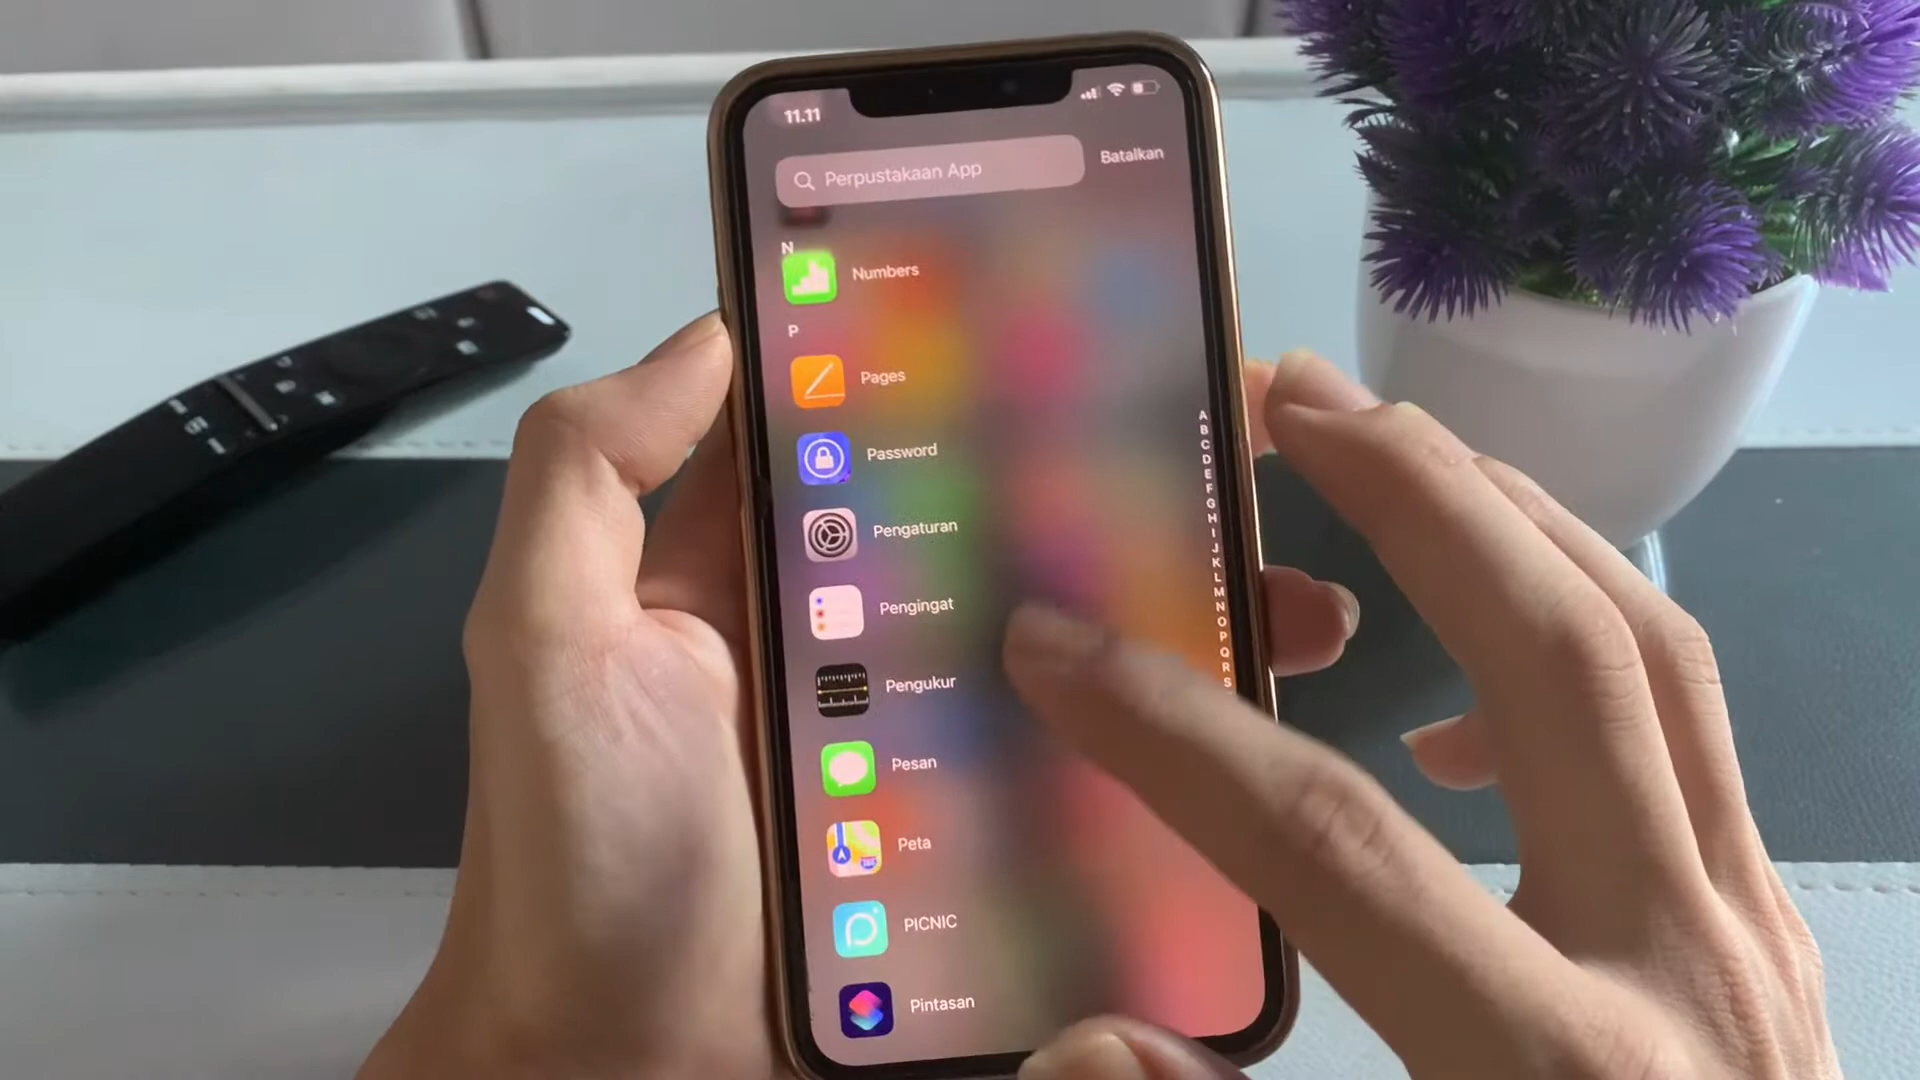 11.11
Perpustakaan App
Batalkan
N
Numbers
P
Pages
Password
Pengaturan
Pengingat
Pengukur
Pesan
Peta
PICNIC
Pintasan
A
B
C
D
E
F
G
H
I
J
K
L
M
N
O
P
Q
R
S